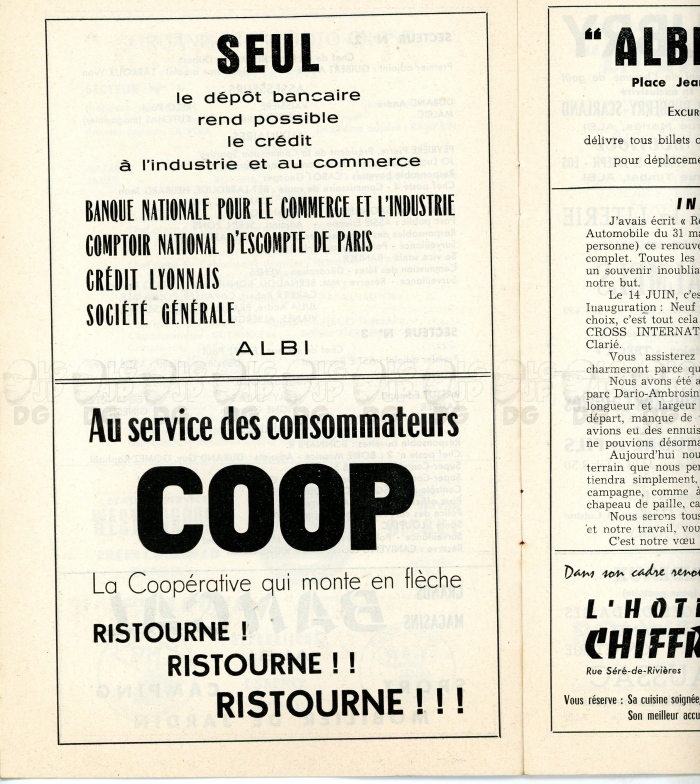 SEUL
le dépôt bancaire
rend possible
le crédit
à l'industrie et au commerce
BANQUE NATIONALE POUR LE COMMERCE ET L'INDUSTRIE
COMPTOIR NATIONAL D'ESCOMPTE DE PARIS
CRÉDIT LYONNAIS
SOCIÉTÉ GÉNÉRALE
ALBI
Au service des consommateurs
COOP
La Coopérative qui monte en flèche
RISTOURNE !
RISTOURNE ! !
RISTOURNE ! ! !
" ALBI
Place Jea
EXCUR
délivre tous billets
pour déplaceme
IN
J'avais écrit « R
Automobile du 31 ma
personne) ce renouve
complet. Toutes les
un souvenir inoublia
notre but.
Le 14 JUIN, c'es
Inauguration : Neuf
choix, c'est tout cela
CROSS INTERNAT
Clarié.
Vous assisterez
charmeront parce qu
Nous avons été a
parc Dario-Ambrosin
longueur et largeur
départ, manque de
avions eu des ennuis
ne pouvions désorma
Aujourd'hui nou
terrain que nous pe
tiendra simplement,
campagne, comme à
chapeau de paille, ca
Nous serons tous
et notre travail, vou
C'est notre vœu
Dans son cadre reno
L'HOT
CHIFFR
Rue Séré-de-Rivières
Vous réserve : Sa cuisine soignée,
Son meilleur accu